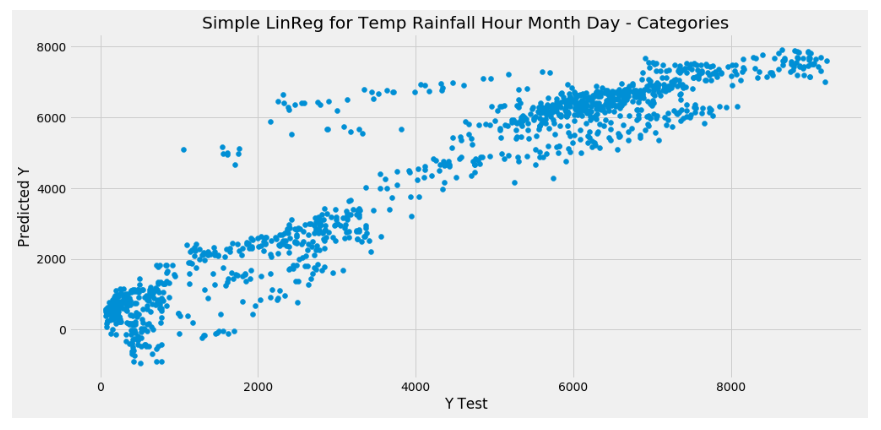 Simple LinReg for Temp Rainfall Hour Month Day - Categories
8000
6000
4000
2000
0
Predicted Y
0 2000 4000 6000 8000
Y Test